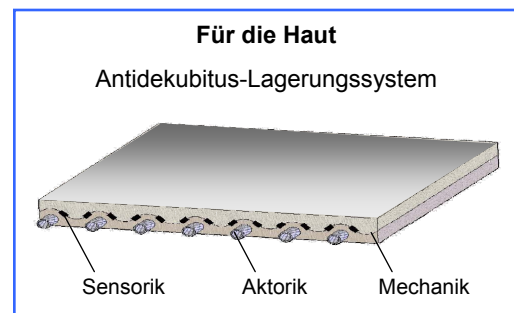 Für die Haut
Antidekubitus-Lagerungssystem
Sensorik Aktorik Mechanik